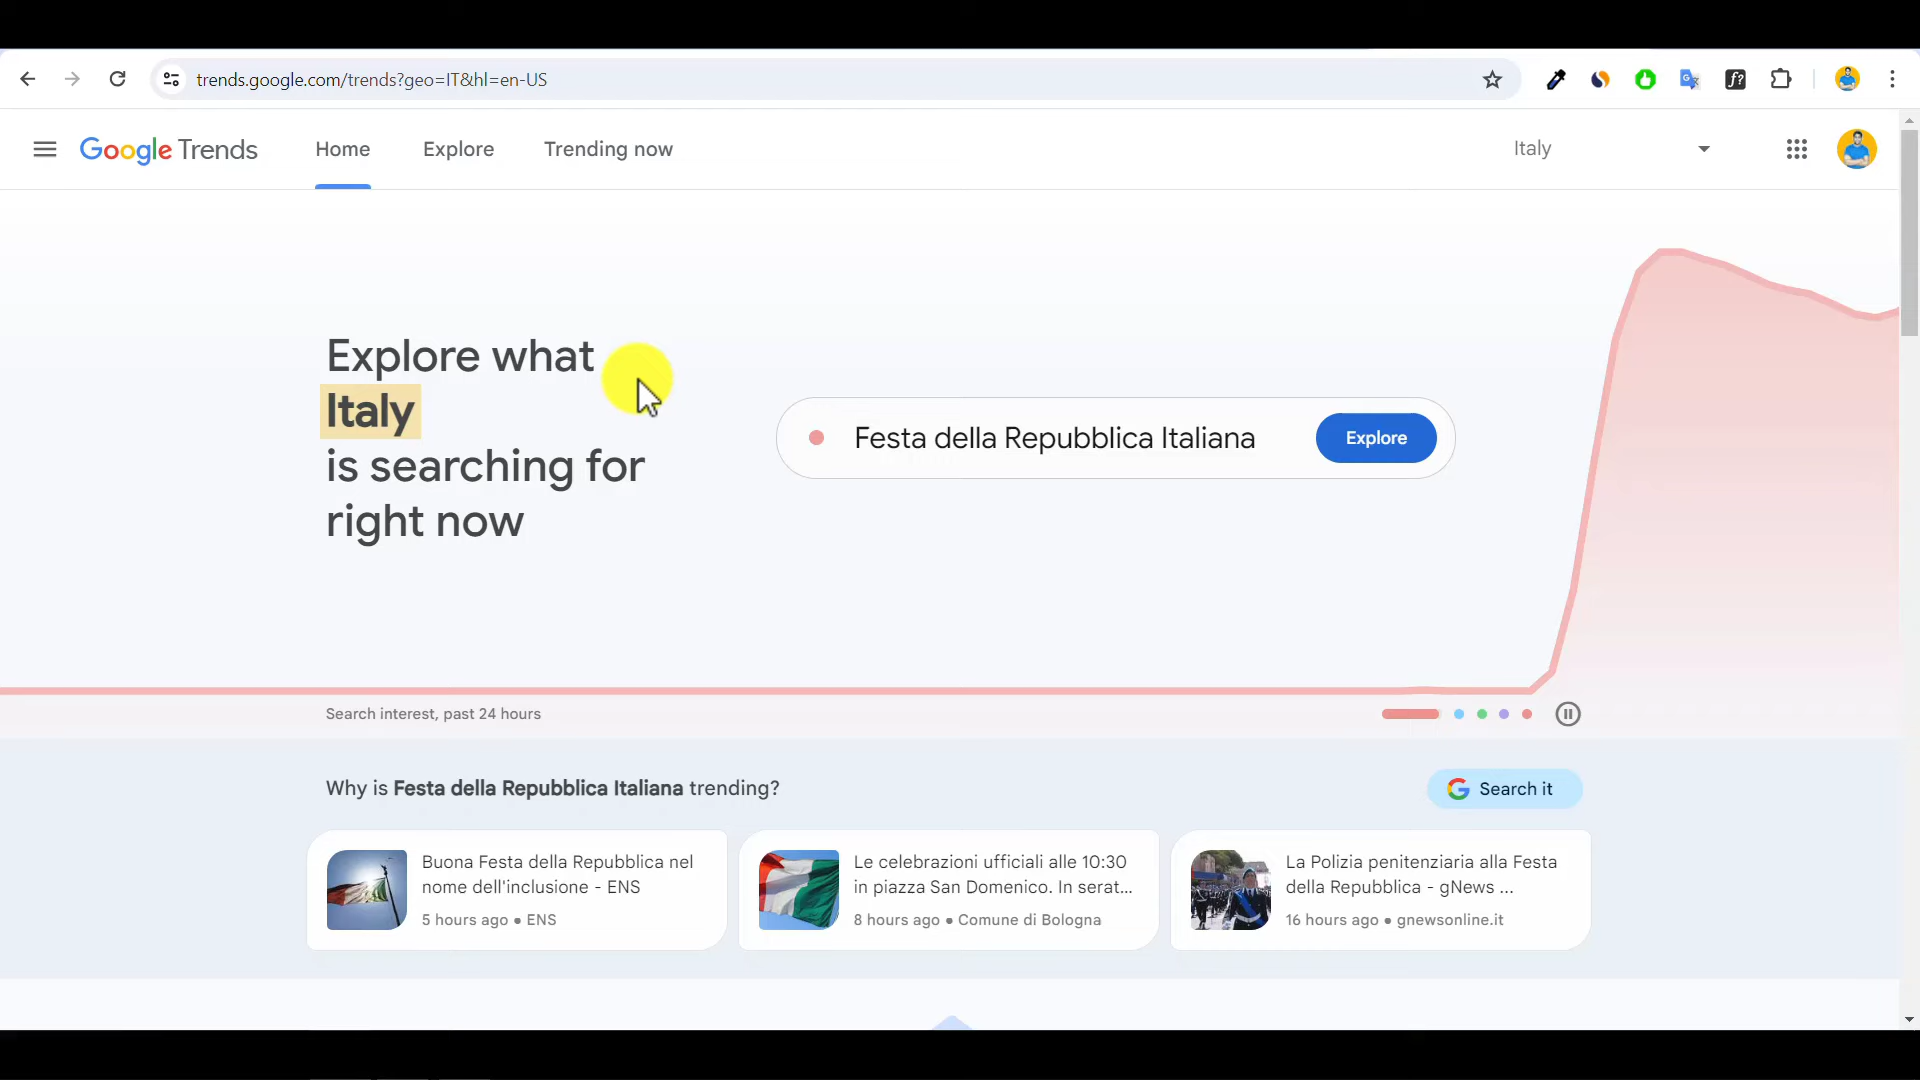 trends.google.com/trends?geo=IT&hl=en-US
Google Trends
Home
Explore
Trending now
Italy
Explore what
Italy
is searching for
right now
Festa della Repubblica Italiana
Explore
Search interest, past 24 hours
Why is Festa della Repubblica Italiana trending?
Search it
Buona Festa della Repubblica nel
nome dell'inclusione - ENS
5 hours ago • ENS
Le celebrazioni ufficiali alle 10:30
in piazza San Domenico. In serat...
8 hours ago • Comune di Bologna
La Polizia penitenziaria alla Festa
della Repubblica - gNews ...
16 hours ago • gnewsonline.it